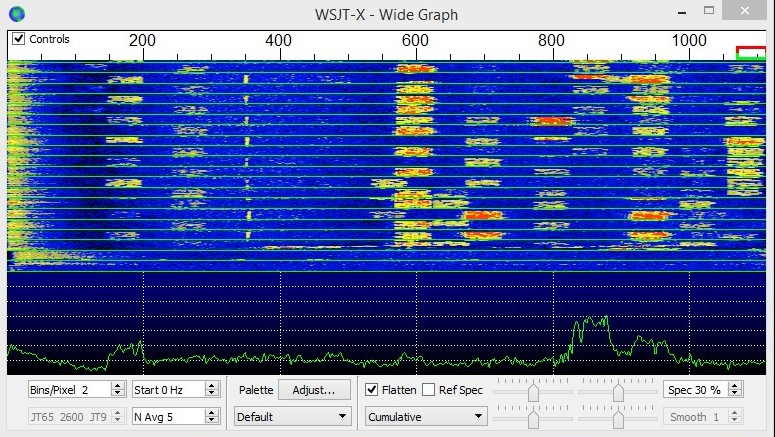 WSJT-X - Wide Graph
Controls
200 400 600 800 1000
Bins/Pixel 2 Start 0 Hz Palette Adjust... Flatten Ref Spec Spec 30 %
JT65 2600 JT9 N Avg 5 Default Cumulative Smooth 1